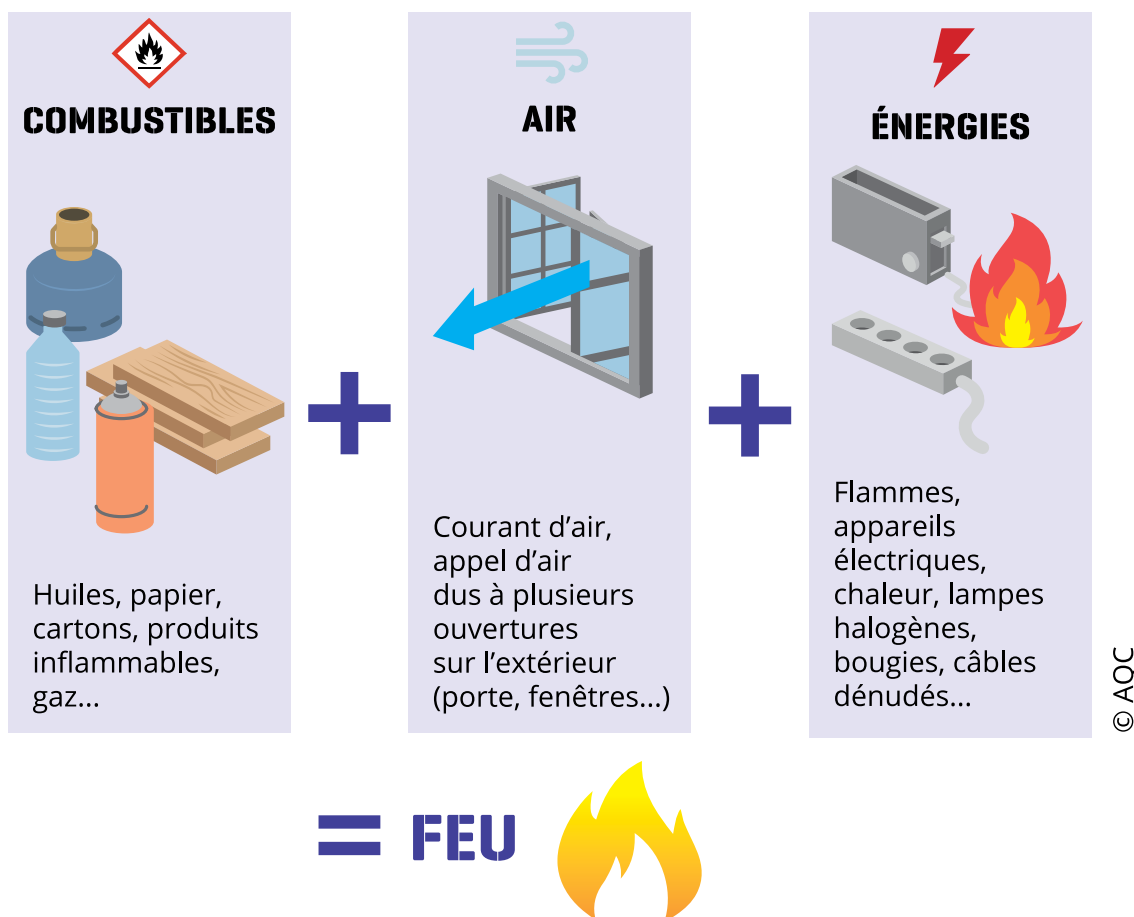 COMBUSTIBLES
Huiles, papier,
cartons, produits
inflammables,
gaz...
+
AIR
Courant d'air,
appel d'air
dus à plusieurs
ouvertures
sur l'extérieur
(porte, fenêtres...)
+
ÉNERGIES
Flammes,
appareils
électriques,
chaleur, lampes
halogènes,
bougies, câbles
dénudés...
= FEU
© AQC